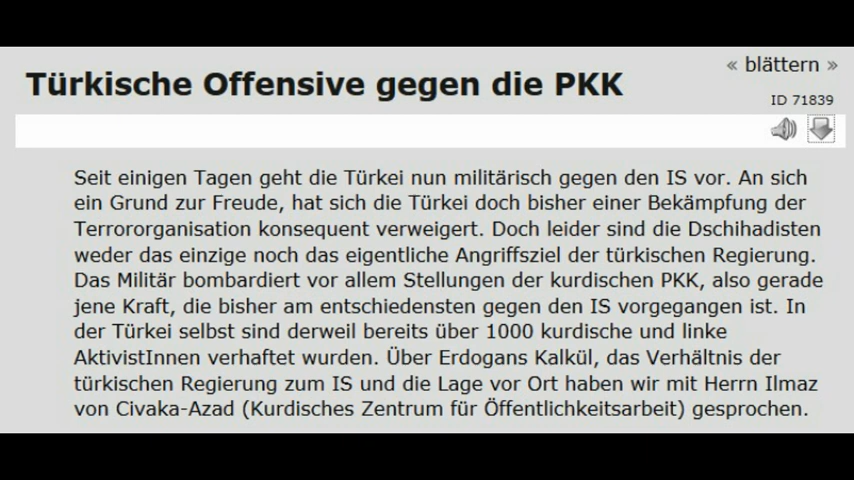 « blättern »
Türkische Offensive gegen die PKK
ID 71839
Seit einigen Tagen geht die Türkei nun militärisch gegen den IS vor. An sich
ein Grund zur Freude, hat sich die Türkei doch bisher einer Bekämpfung der
Terrororganisation konsequent verweigert. Doch leider sind die Dschihadisten
weder das einzige noch das eigentliche Angriffsziel der türkischen Regierung.
Das Militär bombardiert vor allem Stellungen der kurdischen PKK, also gerade
jene Kraft, die bisher am entschiedensten gegen den IS vorgegangen ist. In
der Türkei selbst sind derweil bereits über 1000 kurdische und linke
AktivistInnen verhaftet wurden. Über Erdogans Kalkül, das Verhältnis der
türkischen Regierung zum IS und die Lage vor Ort haben wir mit Herrn Ilmaz
von Civaka-Azad (Kurdisches Zentrum für Öffentlichkeitsarbeit) gesprochen.